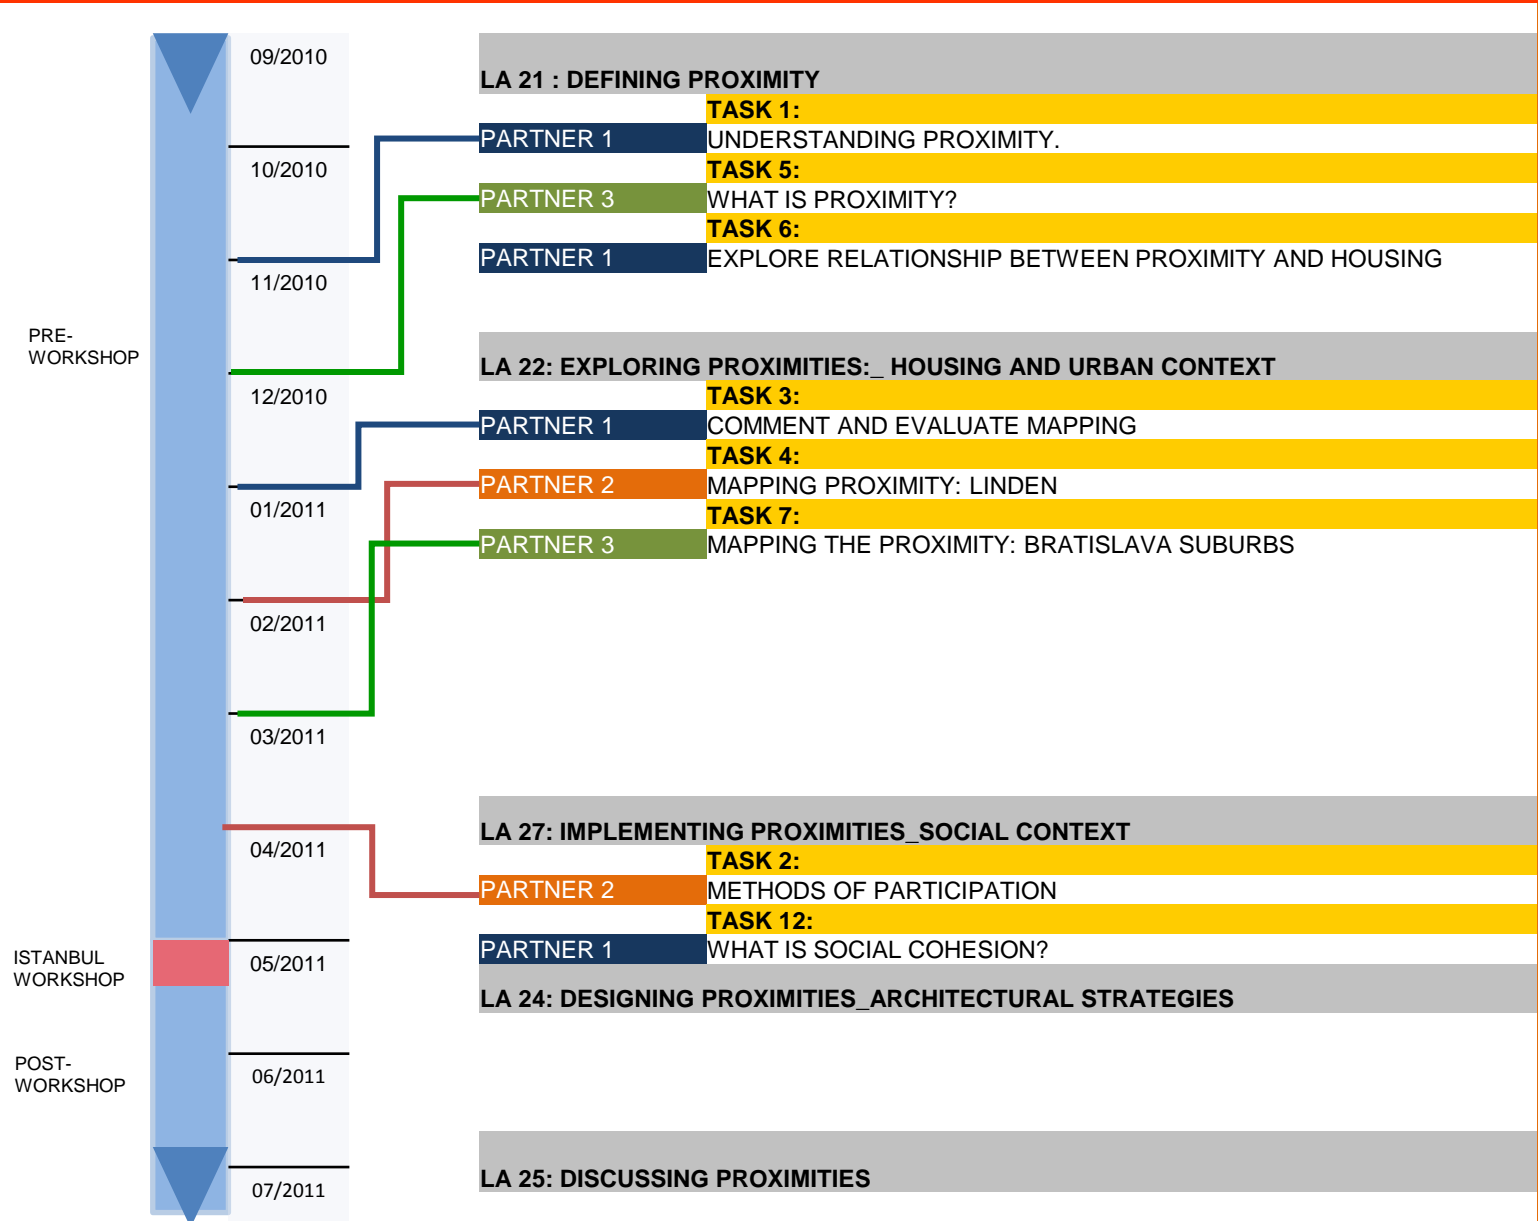 09/2010
LA 21 : DEFINING PROXIMITY
TASK 1:
PARTNER 1 UNDERSTANDING PROXIMITY.
10/2010
TASK 5:
PARTNER 3 WHAT IS PROXIMITY?
TASK 6:
PARTNER 1 EXPLORE RELATIONSHIP BETWEEN PROXIMITY AND HOUSING
11/2010
PRE-
WORKSHOP
LA 22: EXPLORING PROXIMITIES:_ HOUSING AND URBAN CONTEXT
12/2010
TASK 3:
PARTNER 1 COMMENT AND EVALUATE MAPPING
TASK 4:
PARTNER 2 MAPPING PROXIMITY: LINDEN
01/2011
TASK 7:
PARTNER 3 MAPPING THE PROXIMITY: BRATISLAVA SUBURBS
02/2011
03/2011
LA 27: IMPLEMENTING PROXIMITIES_SOCIAL CONTEXT
04/2011
TASK 2:
PARTNER 2 METHODS OF PARTICIPATION
TASK 12:
PARTNER 1 WHAT IS SOCIAL COHESION?
ISTANBUL
WORKSHOP
05/2011
LA 24: DESIGNING PROXIMITIES_ARCHITECTURAL STRATEGIES
POST-
WORKSHOP
06/2011
LA 25: DISCUSSING PROXIMITIES
07/2011